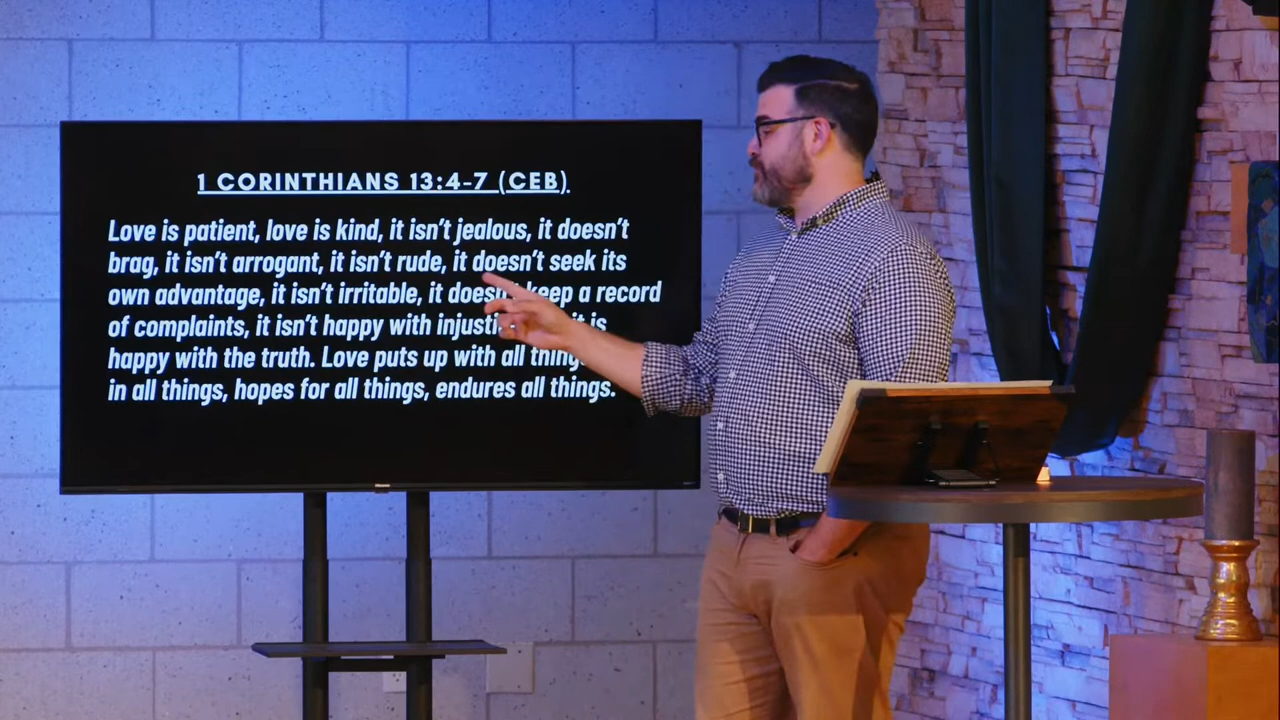 1 CORINTHIANS 13:4-7 (CEB)
Love is patient, love is kind, it isn't jealous, it doesn't
brag, it isn't arrogant, it isn't rude, it doesn't seek its
own advantage, it isn't irritable, it keep a record
of complaints, it isn't happy with it is
happy with the truth. Love puts up with all
in all things, hopes for all things, endures all things.